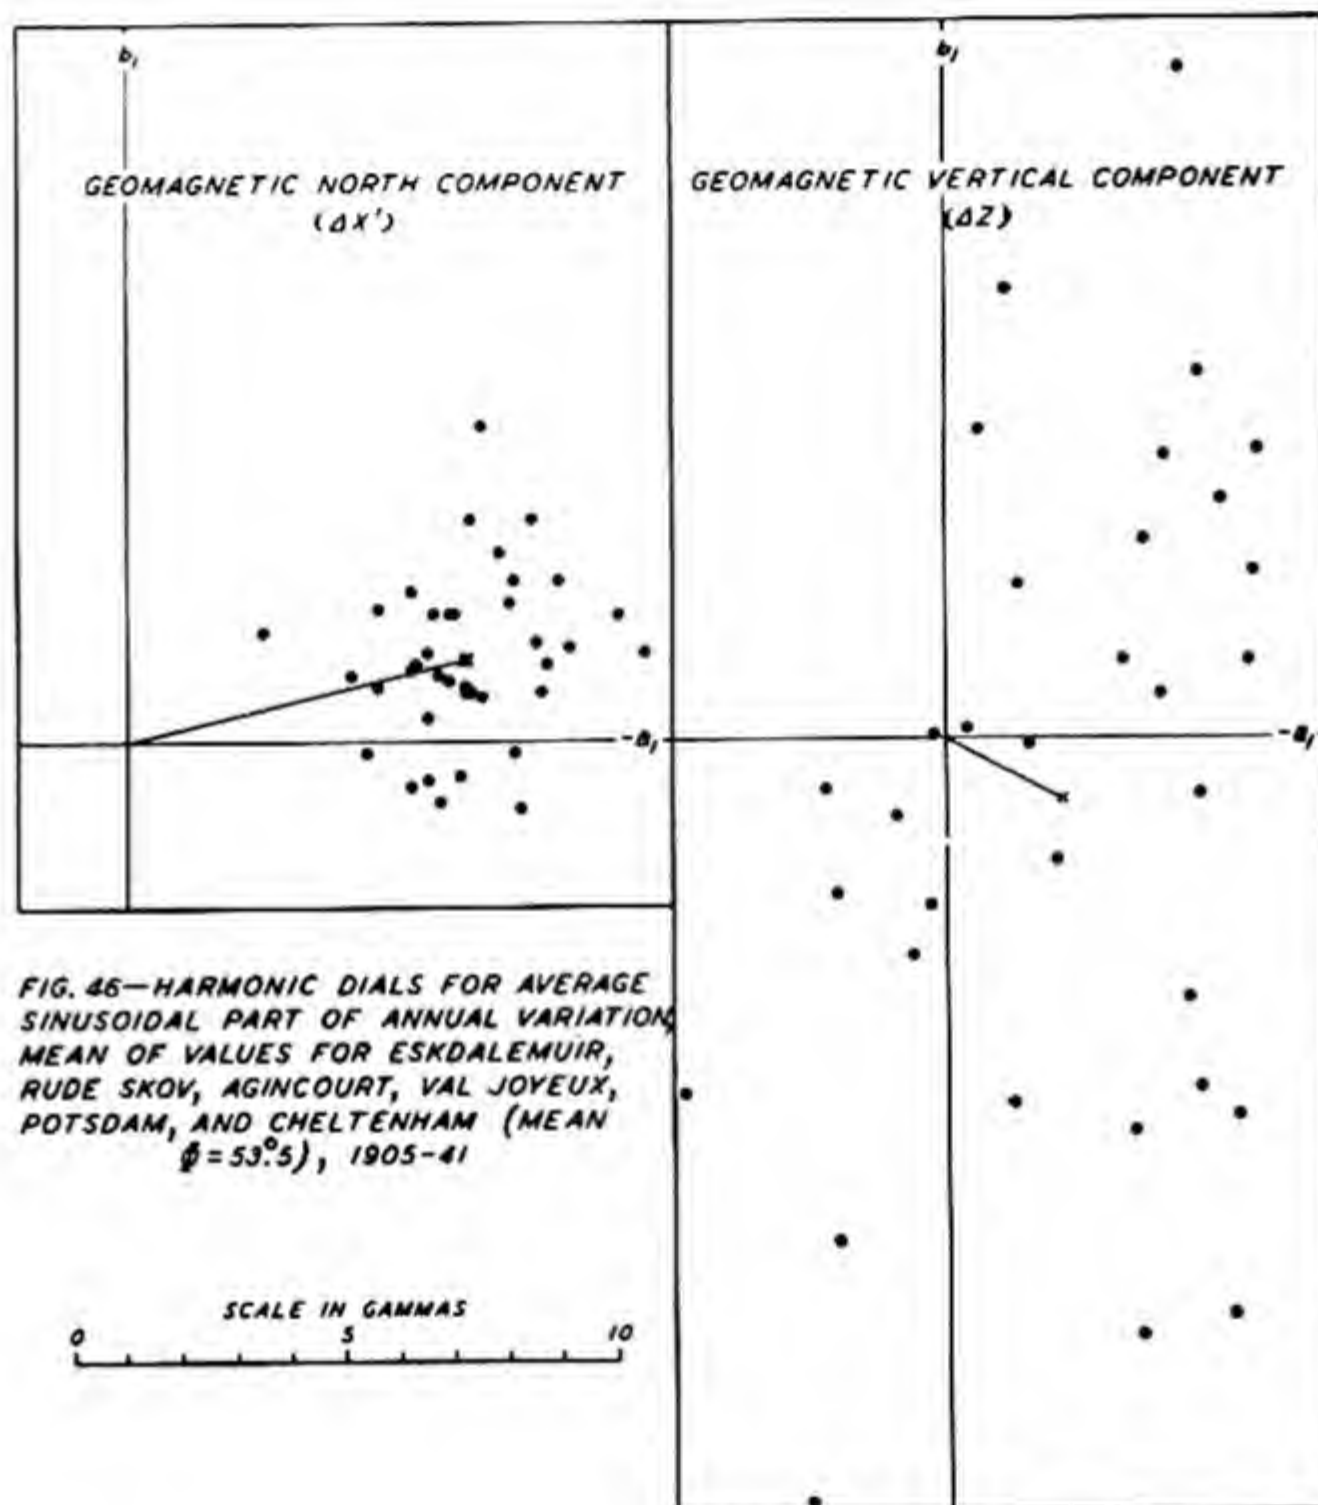 b₁
GEOMAGNETIC NORTH COMPONENT
(ΔX')
-a₁
b₁
GEOMAGNETIC VERTICAL COMPONENT
(ΔZ)
-a₁
FIG. 46—HARMONIC DIALS FOR AVERAGE
SINUSOIDAL PART OF ANNUAL VARIATION,
MEAN OF VALUES FOR ESKDALEMUIR,
RUDE SKOV, AGINCOURT, VAL JOYEUX,
POTSDAM, AND CHELTENHAM (MEAN
ϕ=53°.5), 1905-41
SCALE IN GAMMAS
0 5 10